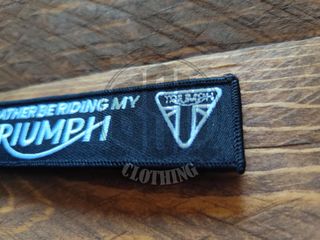 ATHER BE RIDING MY
RIUMPH
TRIUMPH
CLOTHING